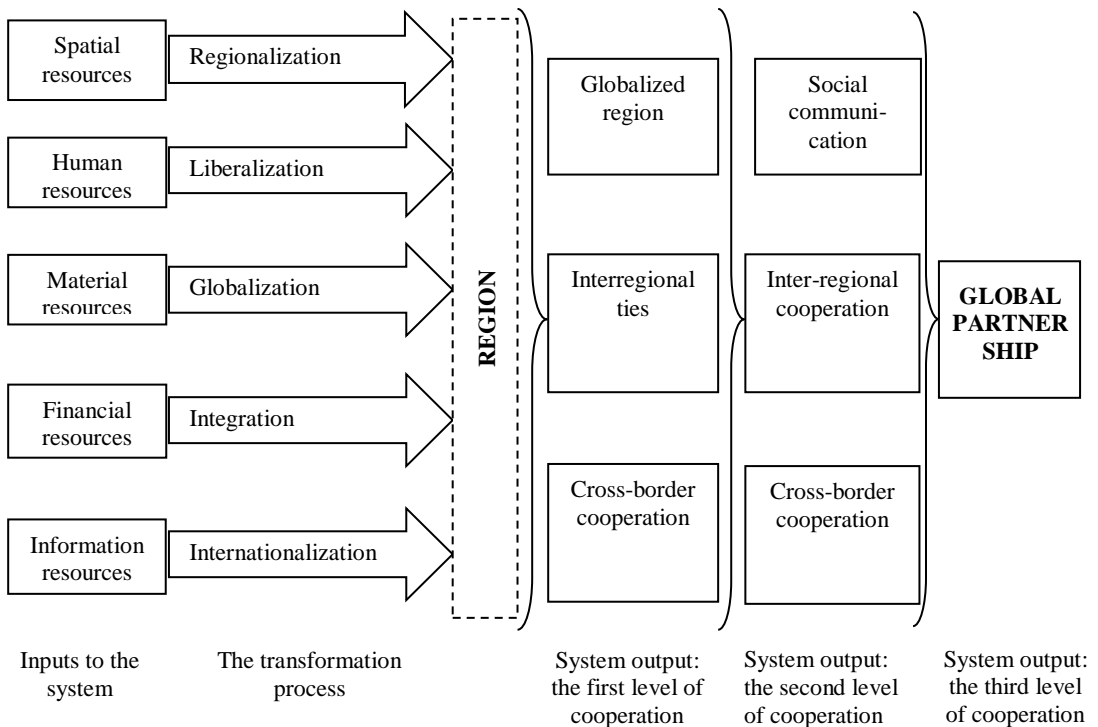 Spatial
resources
Regionalization
Human
resources
Liberalization
Material
resources
Globalization
Financial
resources
Integration
Information
resources
Internationalization
REGION
Globalized
region
Interregional
ties
Cross-border
cooperation
Social
communi-
cation
Inter-regional
cooperation
Cross-border
cooperation
GLOBAL
PARTNER
SHIP
Inputs to the
system
The transformation
process
System output:
the first level of
cooperation
System output:
the second level
of cooperation
System output:
the third level
of cooperation